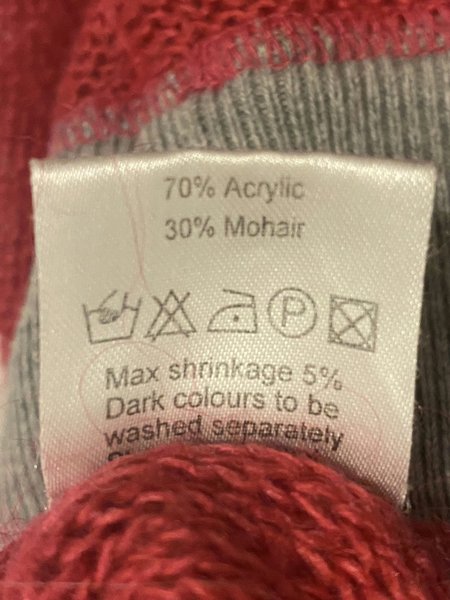 70% Acrylic
30% Mohair
P
Max shrinkage 5%
Dark colours to be
washed separately